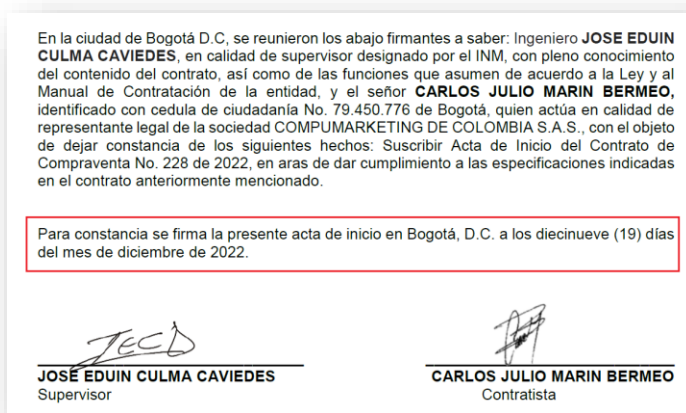 En la ciudad de Bogotá D.C, se reunieron los abajo firmantes a saber: Ingeniero JOSE EDUIN
CULMA CAVIEDES, en calidad de supervisor designado por el INM, con pleno conocimiento
del contenido del contrato, así como de las funciones que asumen de acuerdo a la Ley y al
Manual de Contratación de la entidad, y el señor CARLOS JULIO MARIN BERMEO,
identificado con cedula de ciudadanía No. 79.450.776 de Bogotá, quien actúa en calidad de
representante legal de la sociedad COMPUMARKETING DE COLOMBIA S.A.S., con el objeto
de dejar constancia de los siguientes hechos: Suscribir Acta de Inicio del Contrato de
Compraventa No. 228 de 2022, en aras de dar cumplimiento a las especificaciones indicadas
en el contrato anteriormente mencionado.
Para constancia se firma la presente acta de inicio en Bogotá, D.C. a los diecinueve (19) días
del mes de diciembre de 2022.
JECD
JOSE EDUIN CULMA CAVIEDES
Supervisor
CARLOS JULIO MARIN BERMEO
Contratista